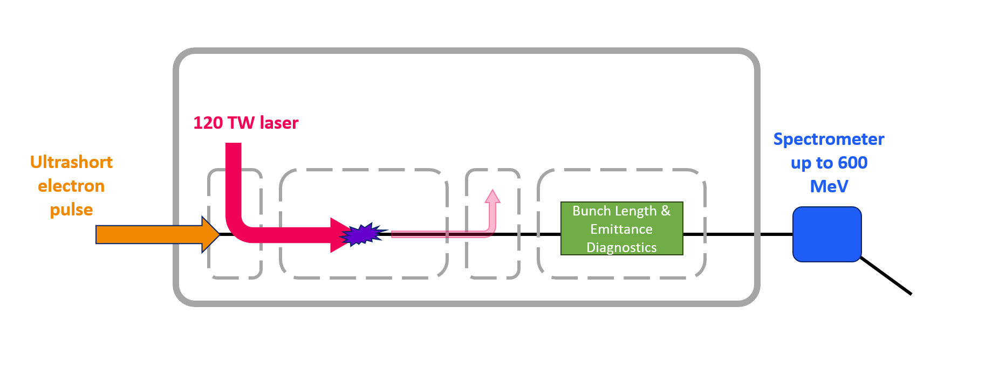 120 TW laser
Ultrashort
electron
pulse
Spectrometer
up to 600
MeV
Bunch Length &
Emittance
Diagnostics